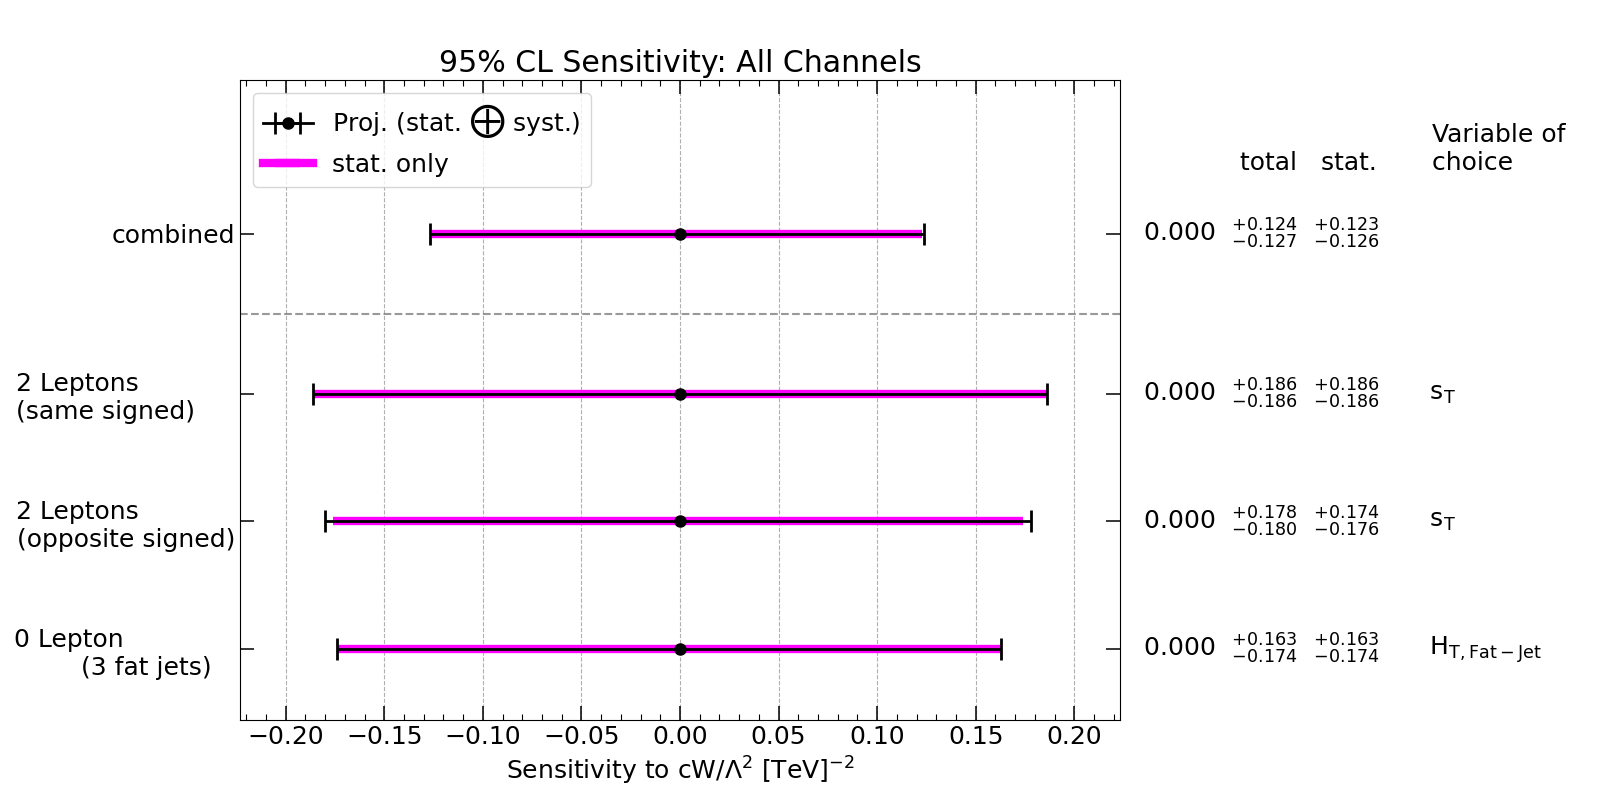 95% CL Sensitivity: All Channels
Proj. (stat. ⊕ syst.)
stat. only
total stat. Variable of
choice
combined 0.000 +0.124 −0.127 +0.123 −0.126
2 Leptons
(same signed) 0.000 +0.186 −0.186 +0.186 −0.186 s_T
2 Leptons
(opposite signed) 0.000 +0.178 −0.180 +0.174 −0.176 s_T
0 Lepton
(3 fat jets) 0.000 +0.163 −0.174 +0.163 −0.174 H_T, Fat − Jet
−0.20 −0.15 −0.10 −0.05 0.00 0.05 0.10 0.15 0.20
Sensitivity to cW/Λ² [TeV]⁻²